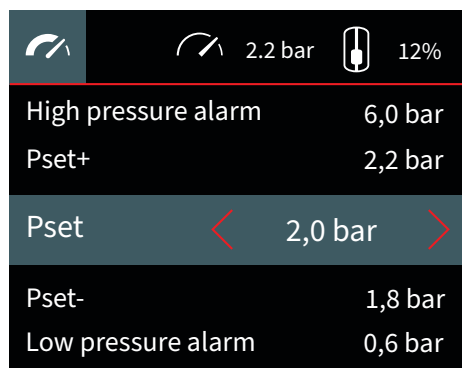 2.2 bar 12%
High pressure alarm 6,0 bar
Pset+ 2,2 bar
Pset 2,0 bar
Pset- 1,8 bar
Low pressure alarm 0,6 bar